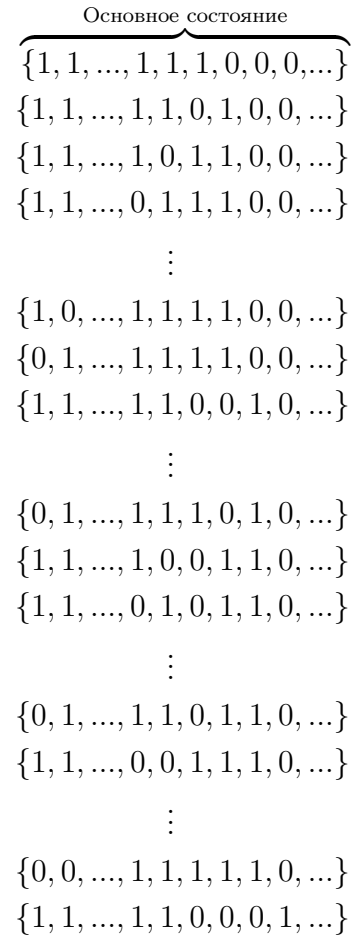 Основное состояние
{1, 1, ..., 1, 1, 1, 0, 0, 0,...}
{1, 1, ..., 1, 1, 0, 1, 0, 0, ...}
{1, 1, ..., 1, 0, 1, 1, 0, 0, ...}
{1, 1, ..., 0, 1, 1, 1, 0, 0, ...}
⋮
{1, 0, ..., 1, 1, 1, 1, 0, 0, ...}
{0, 1, ..., 1, 1, 1, 1, 0, 0, ...}
{1, 1, ..., 1, 1, 0, 0, 1, 0, ...}
⋮
{0, 1, ..., 1, 1, 1, 0, 1, 0, ...}
{1, 1, ..., 1, 0, 0, 1, 1, 0, ...}
{1, 1, ..., 0, 1, 0, 1, 1, 0, ...}
⋮
{0, 1, ..., 1, 1, 0, 1, 1, 0, ...}
{1, 1, ..., 0, 0, 1, 1, 1, 0, ...}
⋮
{0, 0, ..., 1, 1, 1, 1, 1, 0, ...}
{1, 1, ..., 1, 1, 0, 0, 0, 1, ...}